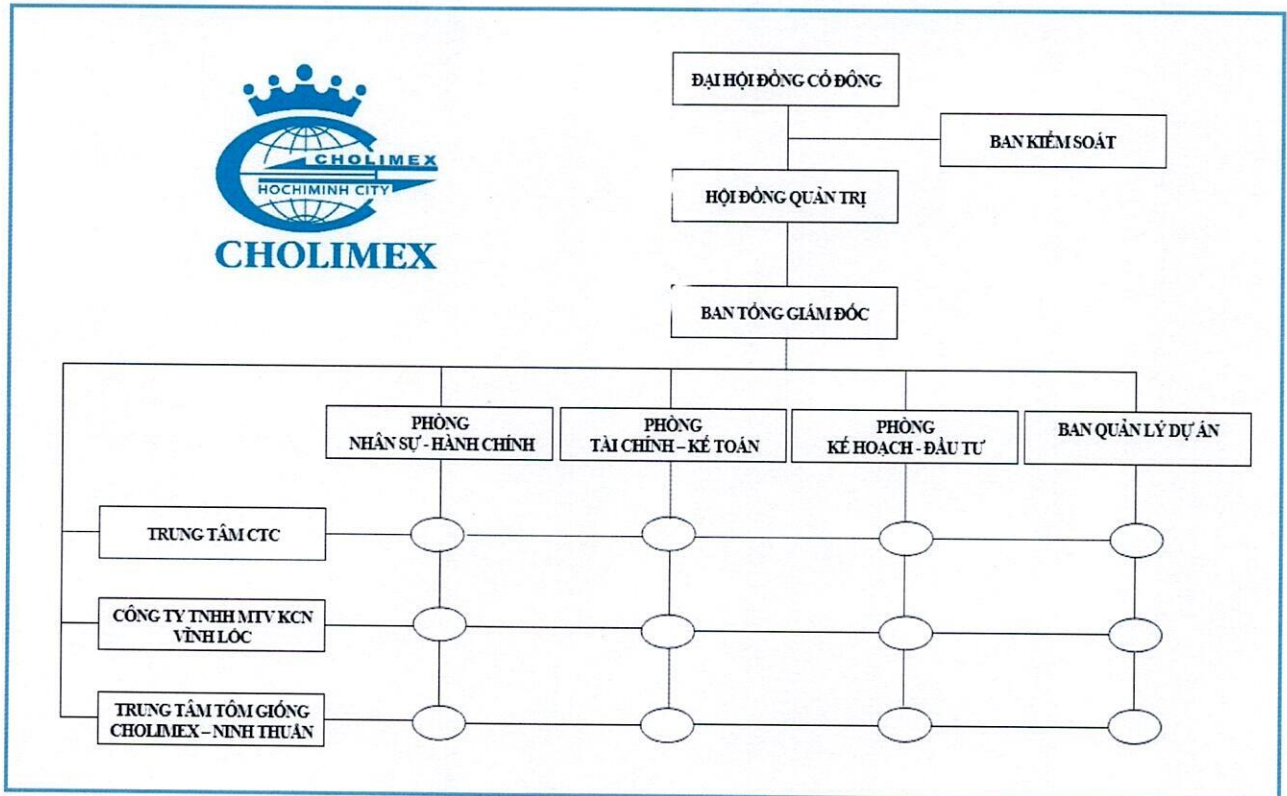 ĐẠI HỘI ĐỒNG CỔ ĐÔNG
BAN KIỂM SOÁT
CHOLIMEX
HOCHIMINH CITY
CHOLIMEX
HỘI ĐỒNG QUẢN TRỊ
BAN TỔNG GIÁM ĐỐC
PHÒNG
NHÂN SỰ - HÀNH CHÍNH
PHÒNG
TÀI CHÍNH – KẾ TOÁN
PHÒNG
KẾ HOẠCH - ĐẦU TƯ
BAN QUẢN LÝ DỰ ÁN
TRUNG TÂM CTC
CÔNG TY TNHH MTV KCN
VĨNH LỘC
TRUNG TÂM TÔM GIỐNG
CHOLIMEX – NINH THUẬN